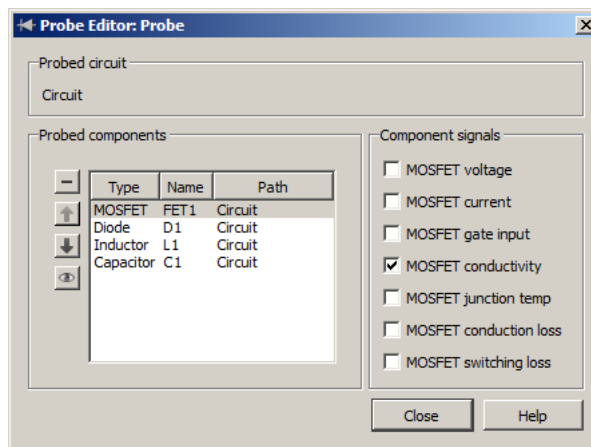 Probe Editor: Probe
Probed circuit
Circuit
Probed components
Type Name Path
MOSFET FET1 Circuit
Diode D1 Circuit
Inductor L1 Circuit
Capacitor C1 Circuit
Component signals
MOSFET voltage
MOSFET current
MOSFET gate input
MOSFET conductivity
MOSFET junction temp
MOSFET conduction loss
MOSFET switching loss
Close Help